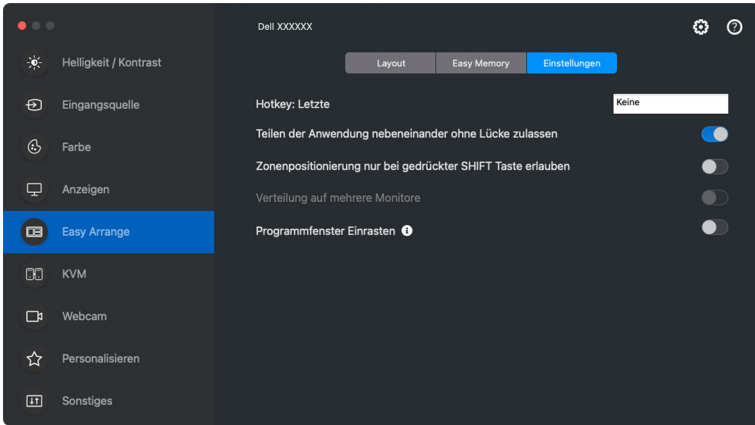 Dell XXXXXX
Helligkeit / Kontrast
Eingangsquelle
Farbe
Anzeigen
Easy Arrange
KVM
Webcam
Personalisieren
Sonstiges
Layout
Easy Memory
Einstellungen
Hotkey: Letzte
Keine
Teilen der Anwendung nebeneinander ohne Lücke zulassen
Zonenpositionierung nur bei gedrückter SHIFT Taste erlauben
Verteilung auf mehrere Monitore
Programmfenster Einrasten